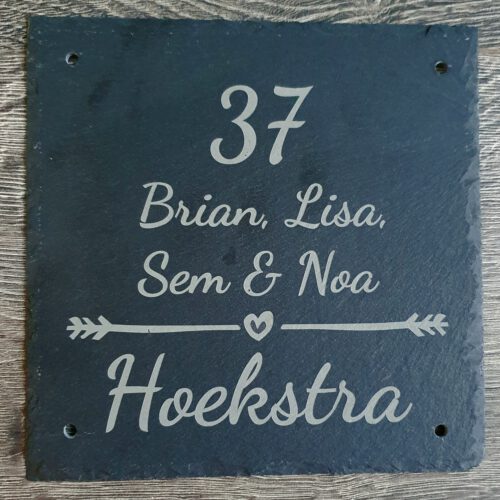 37
Brian, Lisa,
Sem & Noa
Hoekstra